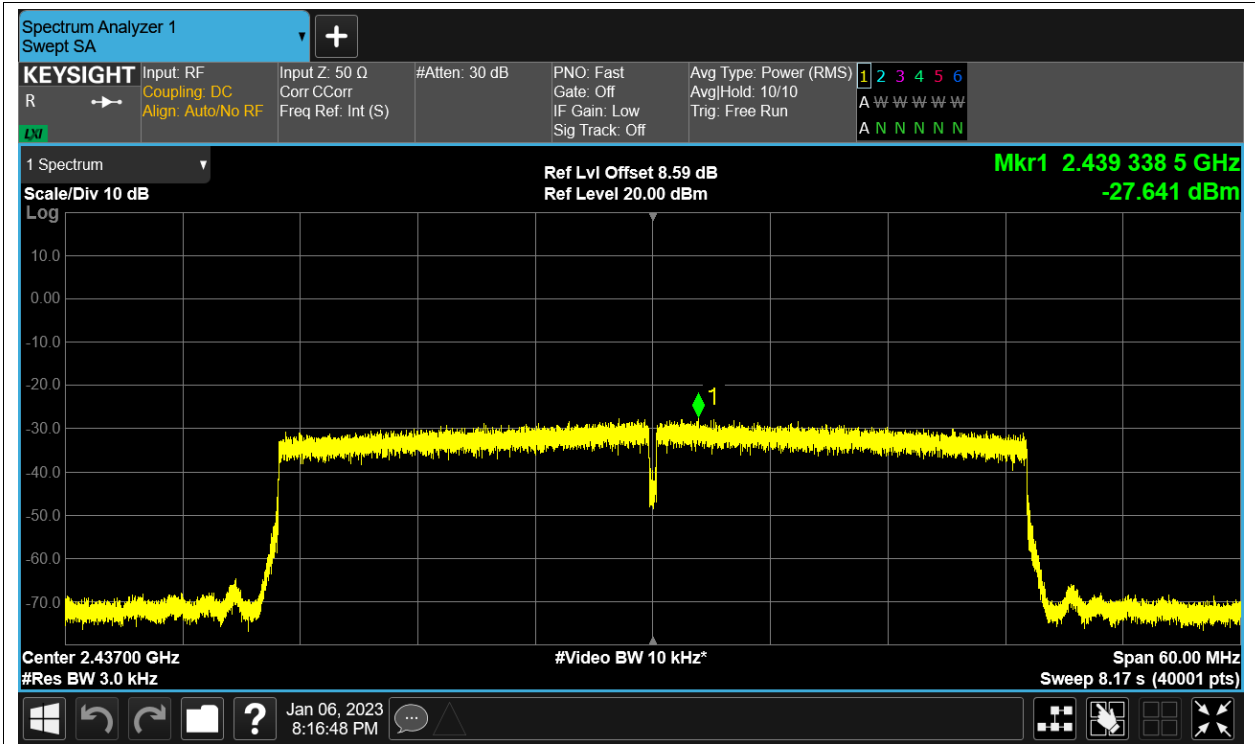 Spectrum Analyzer 1
Swept SA
KEYSIGHT
R
LXI
Input: RF
Coupling: DC
Align: Auto/No RF
Input Z: 50 Ω
Corr CCorr
Freq Ref: Int (S)
#Atten: 30 dB
PNO: Fast
Gate: Off
IF Gain: Low
Sig Track: Off
Avg Type: Power (RMS)
Avg|Hold: 10/10
Trig: Free Run
1 2 3 4 5 6
A W W W W W
A N N N N N
1 Spectrum
Scale/Div 10 dB
Log
Ref Lvl Offset 8.59 dB
Ref Level 20.00 dBm
Mkr1 2.439 338 5 GHz
-27.641 dBm
10.0
0.00
-10.0
-20.0
1
-30.0
-40.0
-50.0
-60.0
-70.0
Center 2.43700 GHz
#Res BW 3.0 kHz
#Video BW 10 kHz*
Span 60.00 MHz
Sweep 8.17 s (40001 pts)
?
Jan 06, 2023
8:16:48 PM